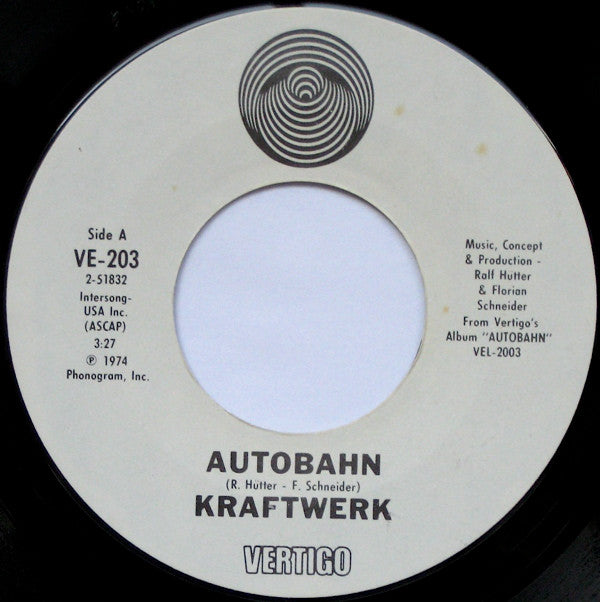 Side A
VE-203
2-51832
Intersong-
USA Inc.
(ASCAP)
3:27
℗ 1974
Phonogram, Inc.
Music, Concept
& Production -
Ralf Hutter
& Florian
Schneider
From Vertigo's
Album "AUTOBAHN"
VEL-2003
AUTOBAHN
(R. Hütter - F. Schneider)
KRAFTWERK
VERTIGO